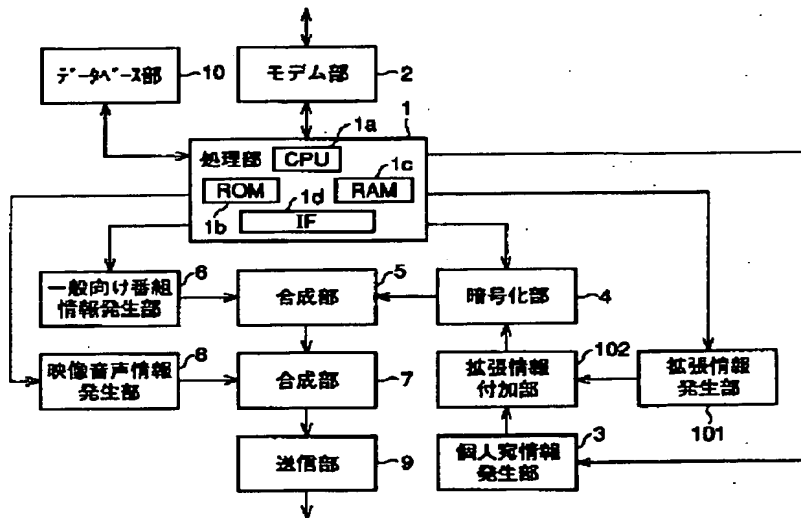 データベース部
10
モデム部
2
1
処理部
1a
CPU
1c
ROM
RAM
1b
1d
IF
一般向け番組
情報発生部
6
合成部
5
暗号化部
4
映像音声情報
発生部
8
合成部
7
拡張情報
付加部
102
拡張情報
発生部
101
送信部
9
個人宛情報
発生部
3